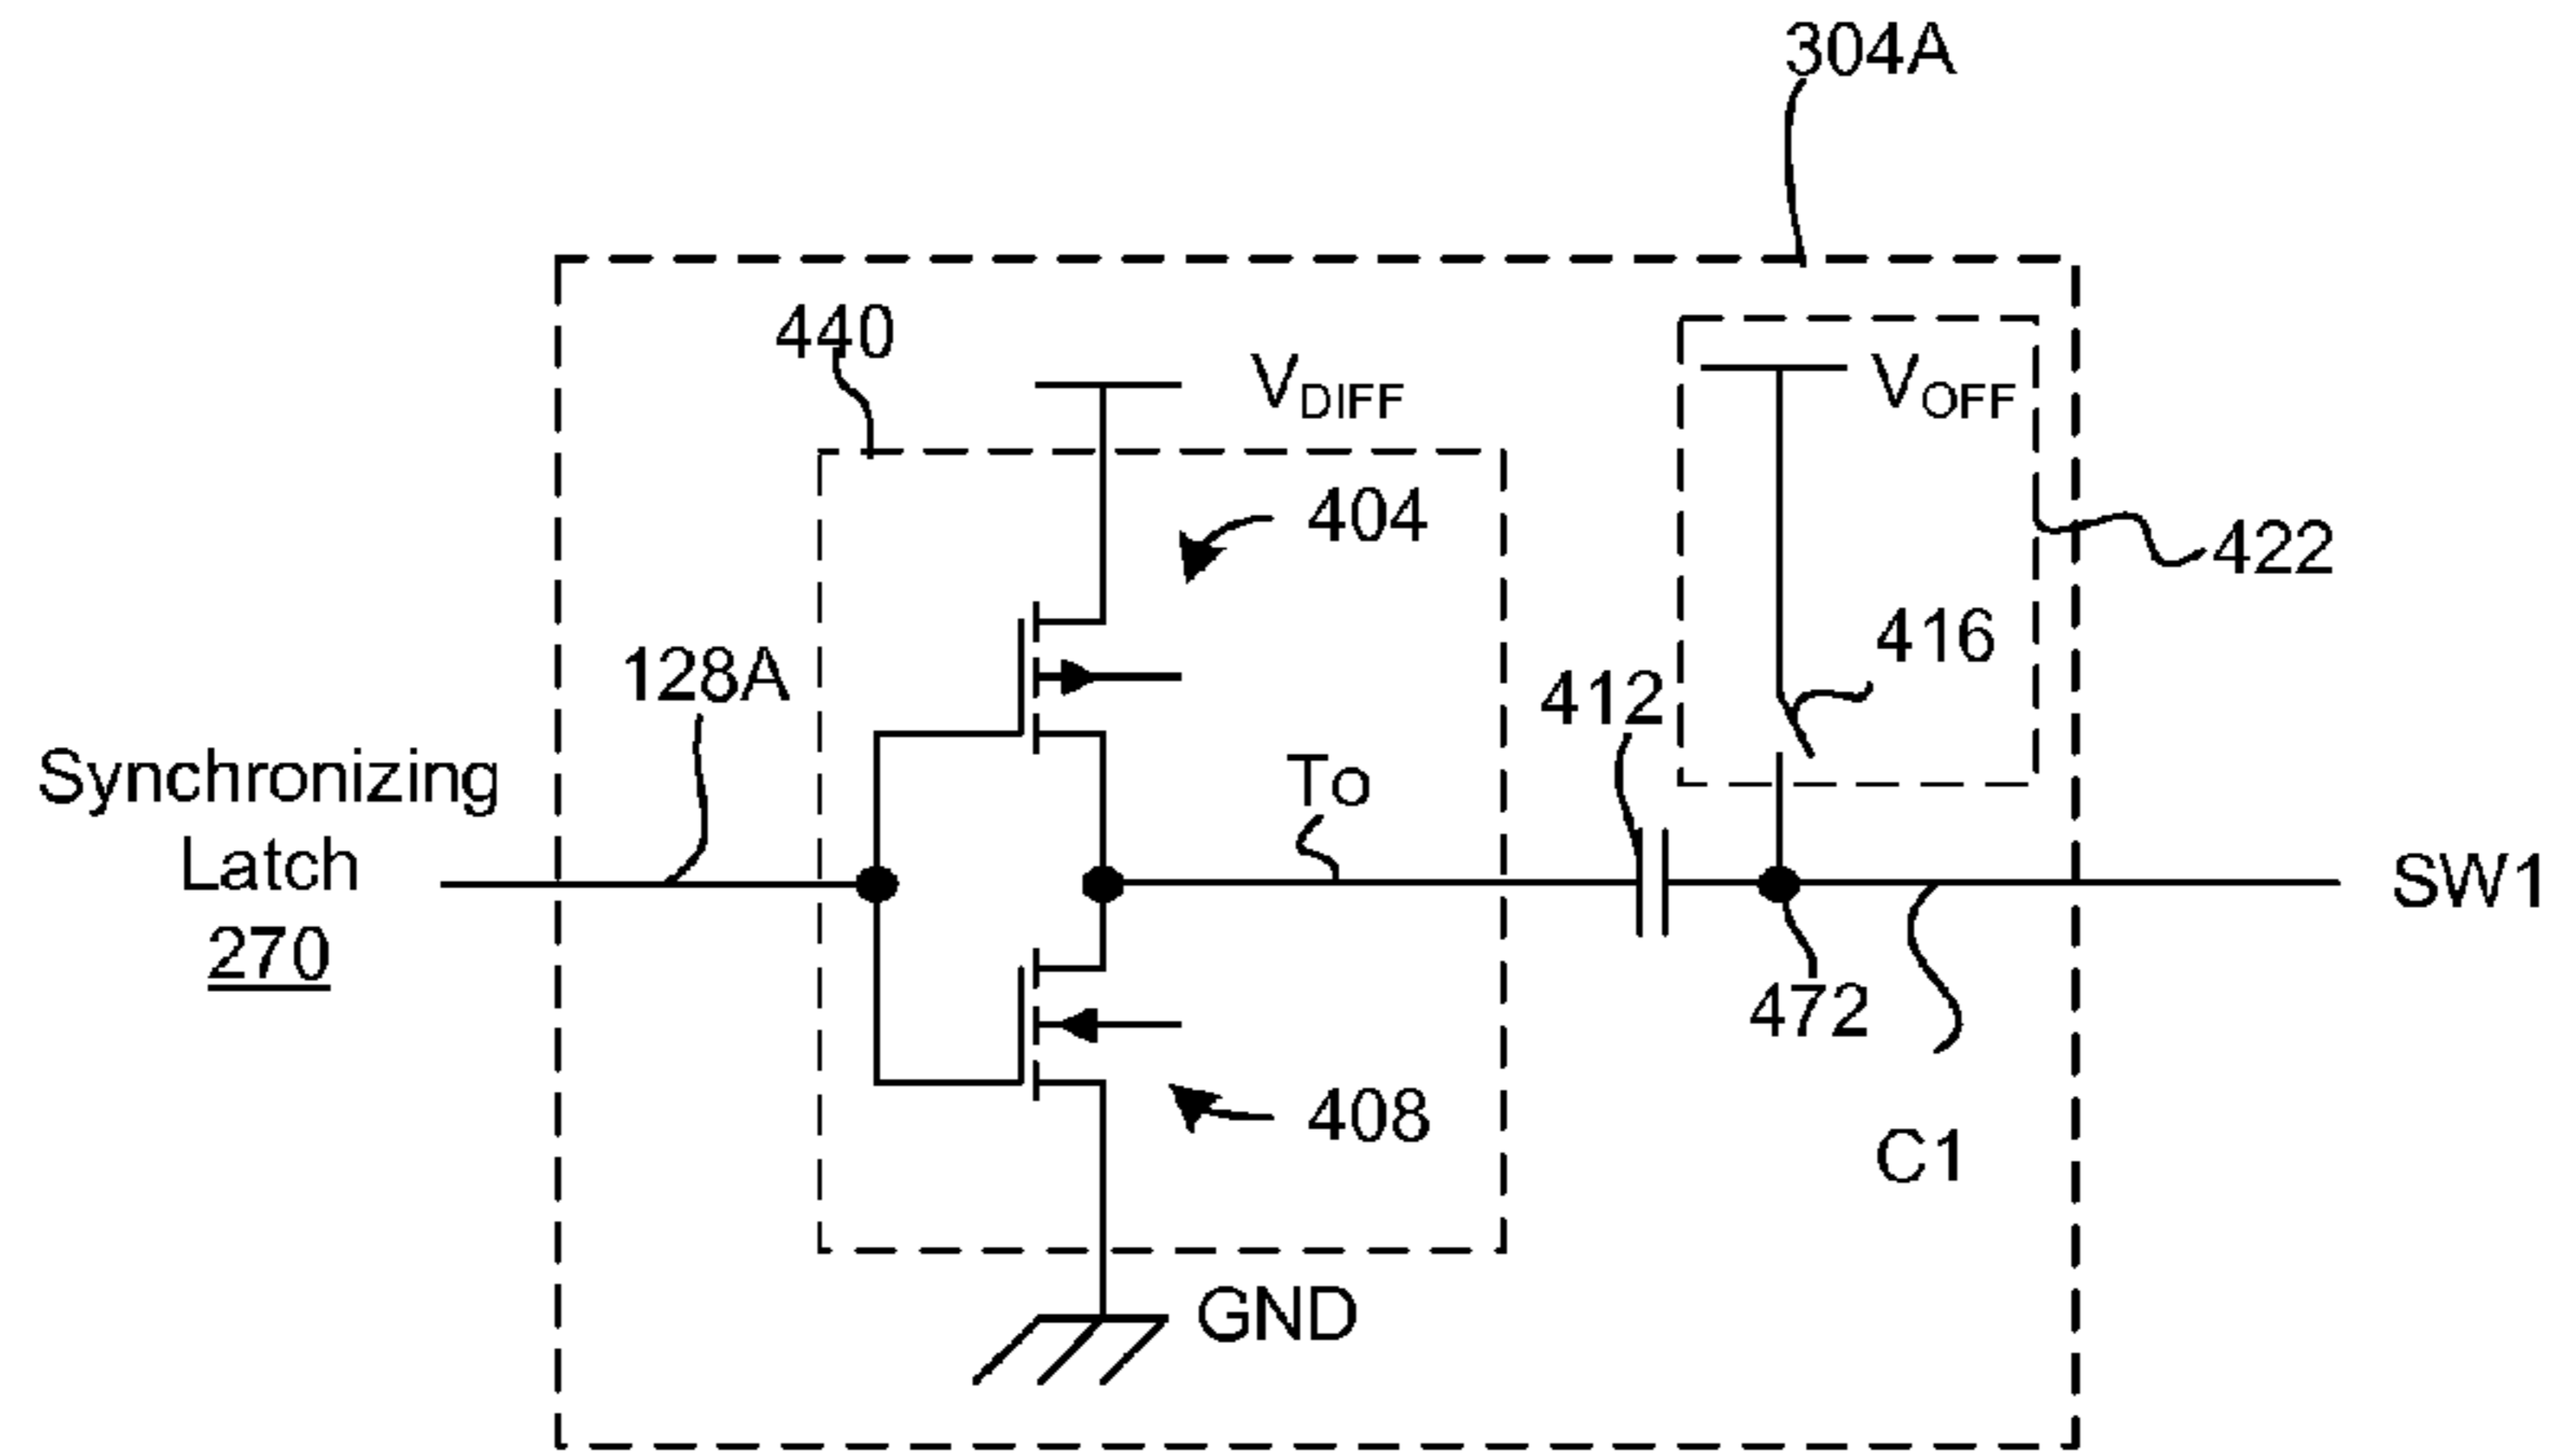 304A
440
VDIFF
VOFF
404
422
416
128A
412
Synchronizing
Latch
270
To
SW1
472
408
C1
GND